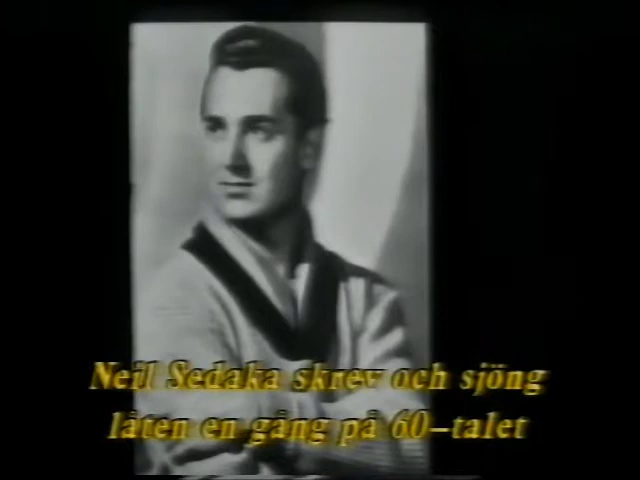 Neil Sedaka skrev och sjöng
låten en gång på 60-talet